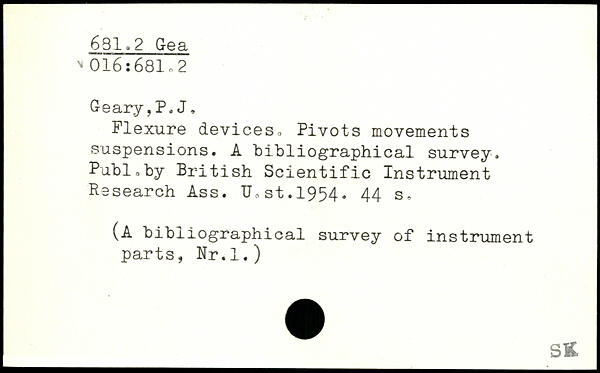 681.2 Gea
016:681.2
Geary,P.J.
Flexure devices. Pivots movements
suspensions. A bibliographical survey.
Publ.by British Scientific Instrument
Research Ass. U.st.1954. 44 s.
(A bibliographical survey of instrument
parts, Nr.1.)
SK